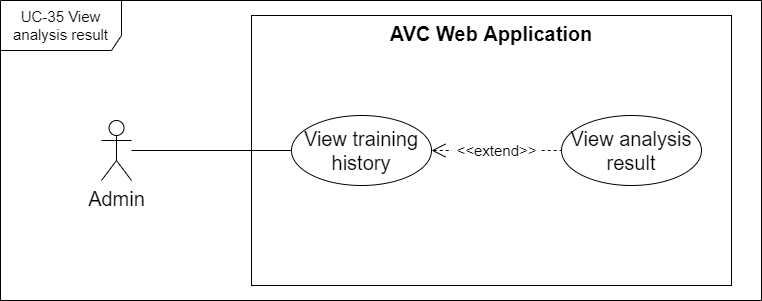 UC-35 View
analysis result
AVC Web Application
View training
history
<<extend>>
View analysis
result
Admin